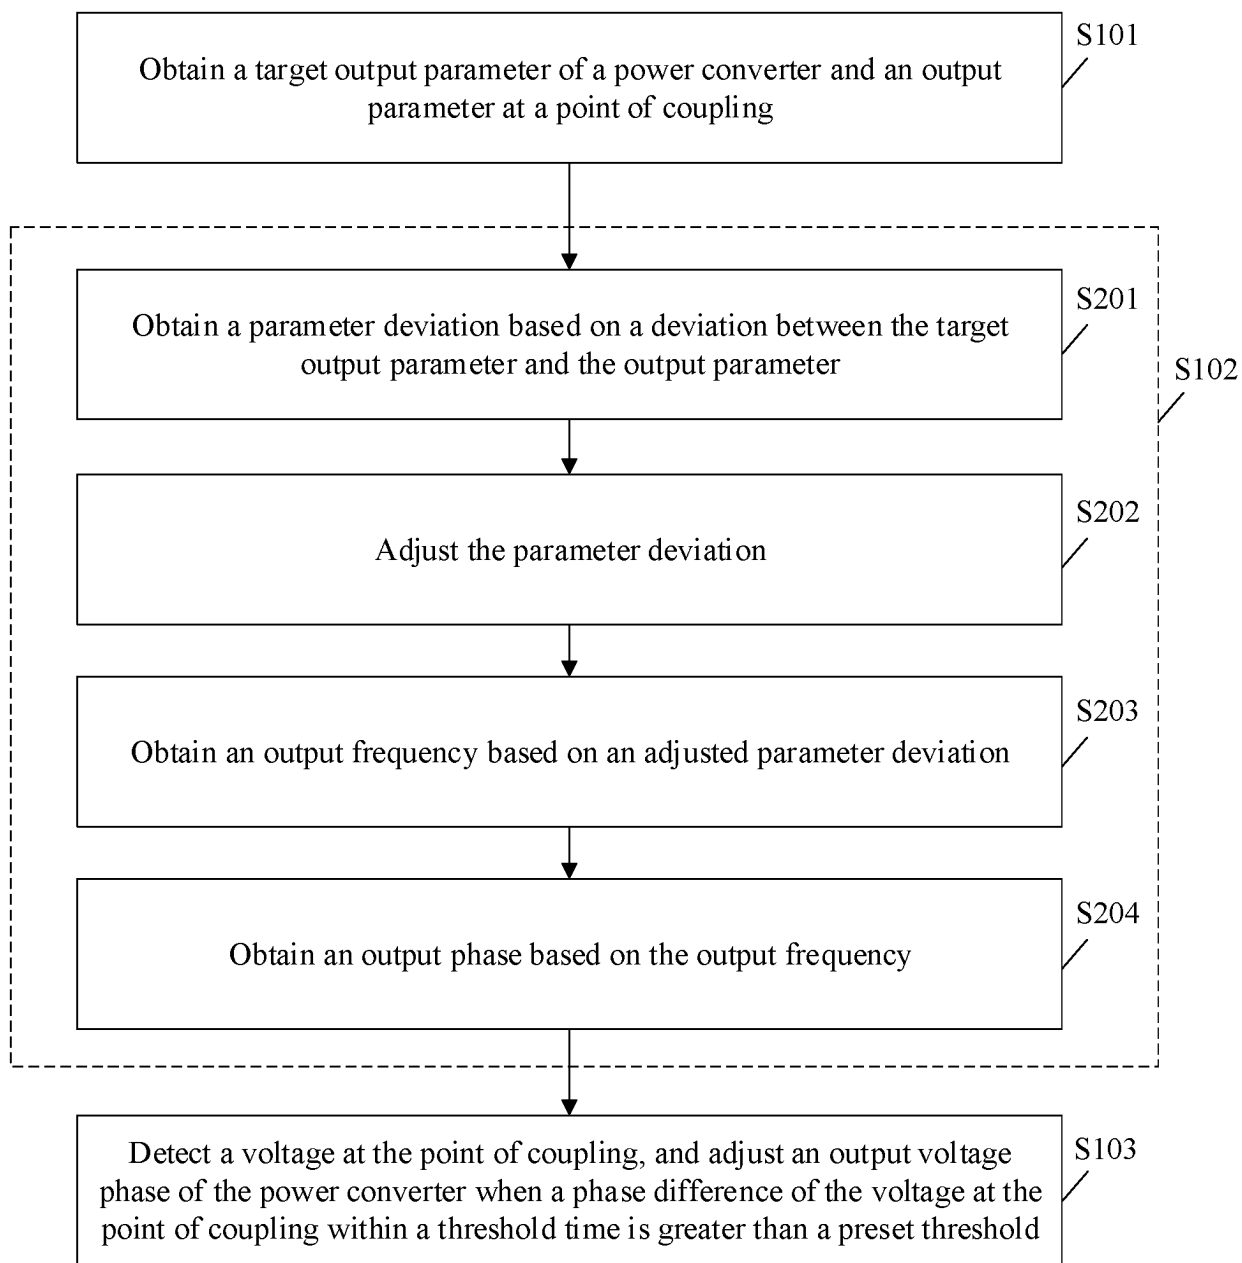 S101
Obtain a target output parameter of a power converter and an output
parameter at a point of coupling
S201
Obtain a parameter deviation based on a deviation between the target
output parameter and the output parameter
S102
S202
Adjust the parameter deviation
S203
Obtain an output frequency based on an adjusted parameter deviation
S204
Obtain an output phase based on the output frequency
S103
Detect a voltage at the point of coupling, and adjust an output voltage
phase of the power converter when a phase difference of the voltage at the
point of coupling within a threshold time is greater than a preset threshold